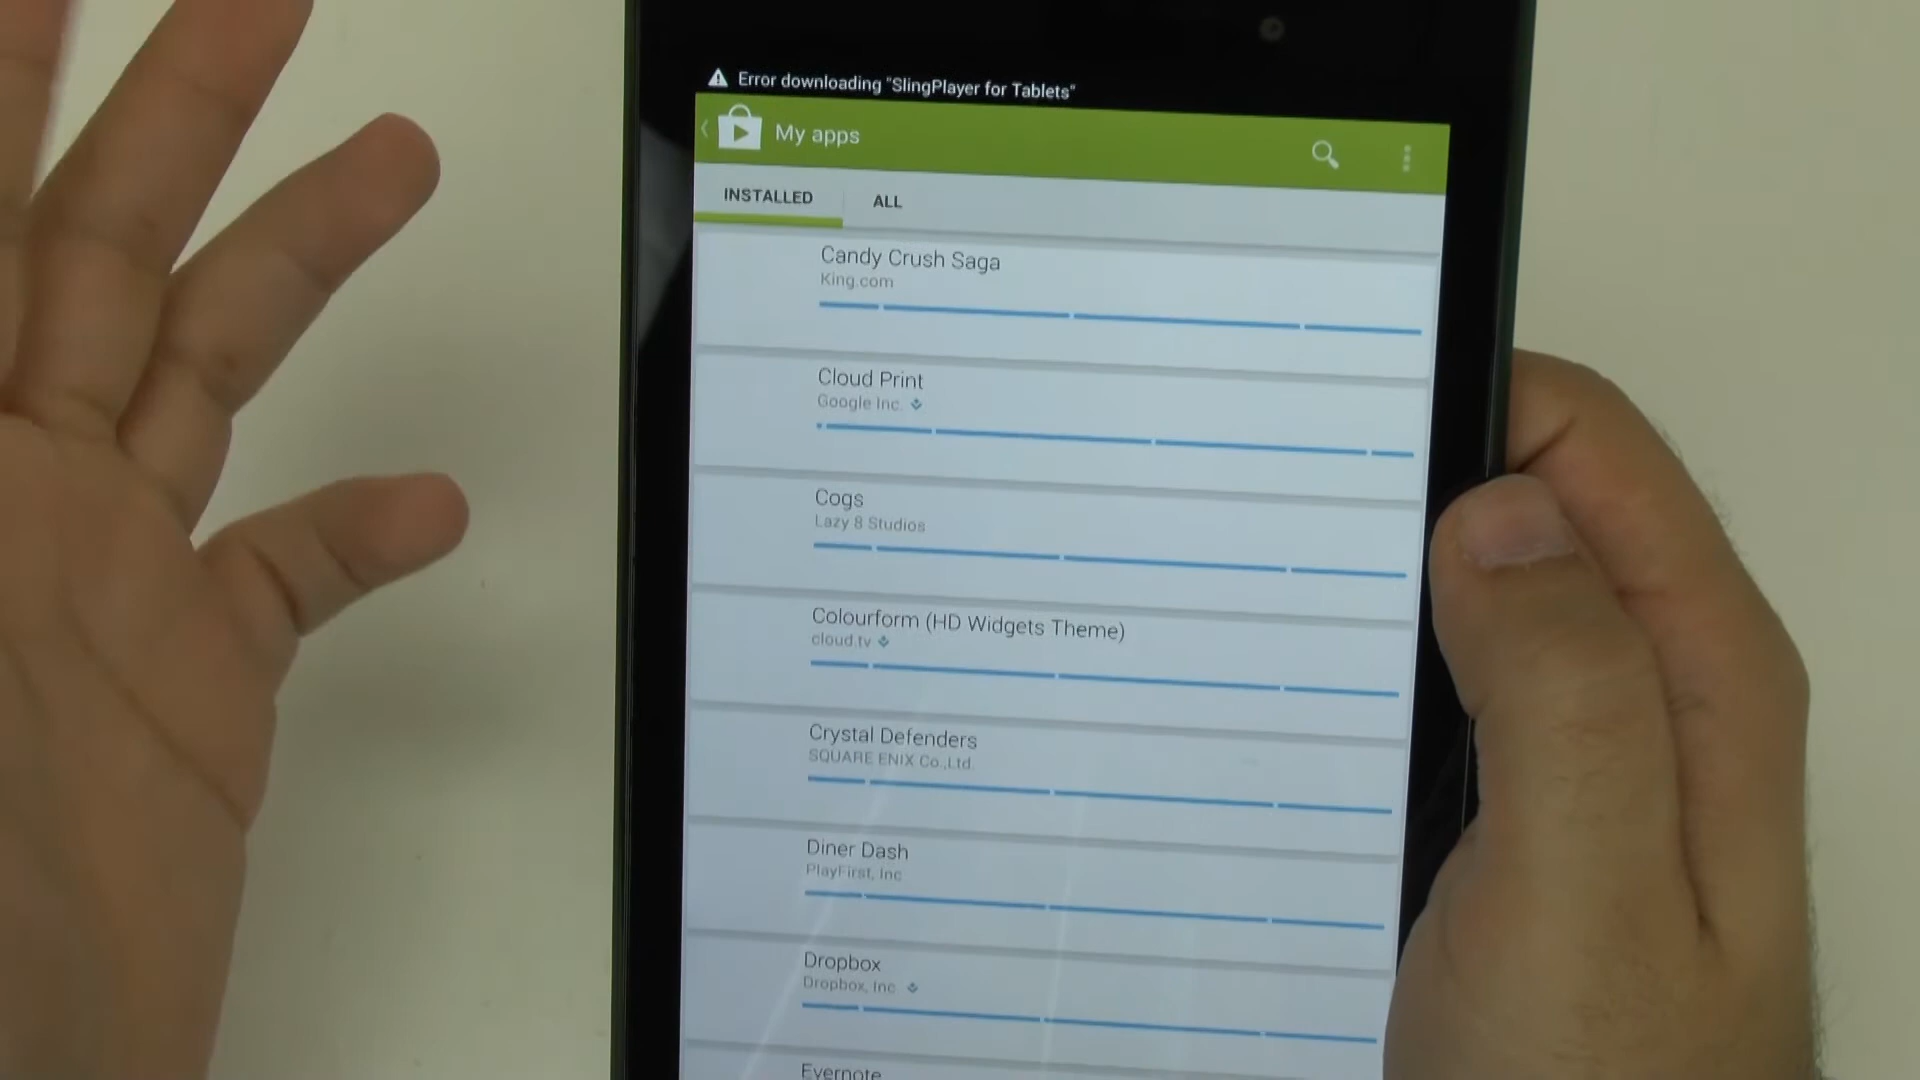 Error downloading "SlingPlayer for Tablets"
My apps
INSTALLED ALL
Candy Crush Saga
King.com
Cloud Print
Google Inc.
Cogs
Lazy 8 Studios
Colourform (HD Widgets Theme)
cloud.tv
Crystal Defenders
SQUARE ENIX Co.,Ltd.
Diner Dash
PlayFirst, Inc
Dropbox
Dropbox, Inc
Evernote